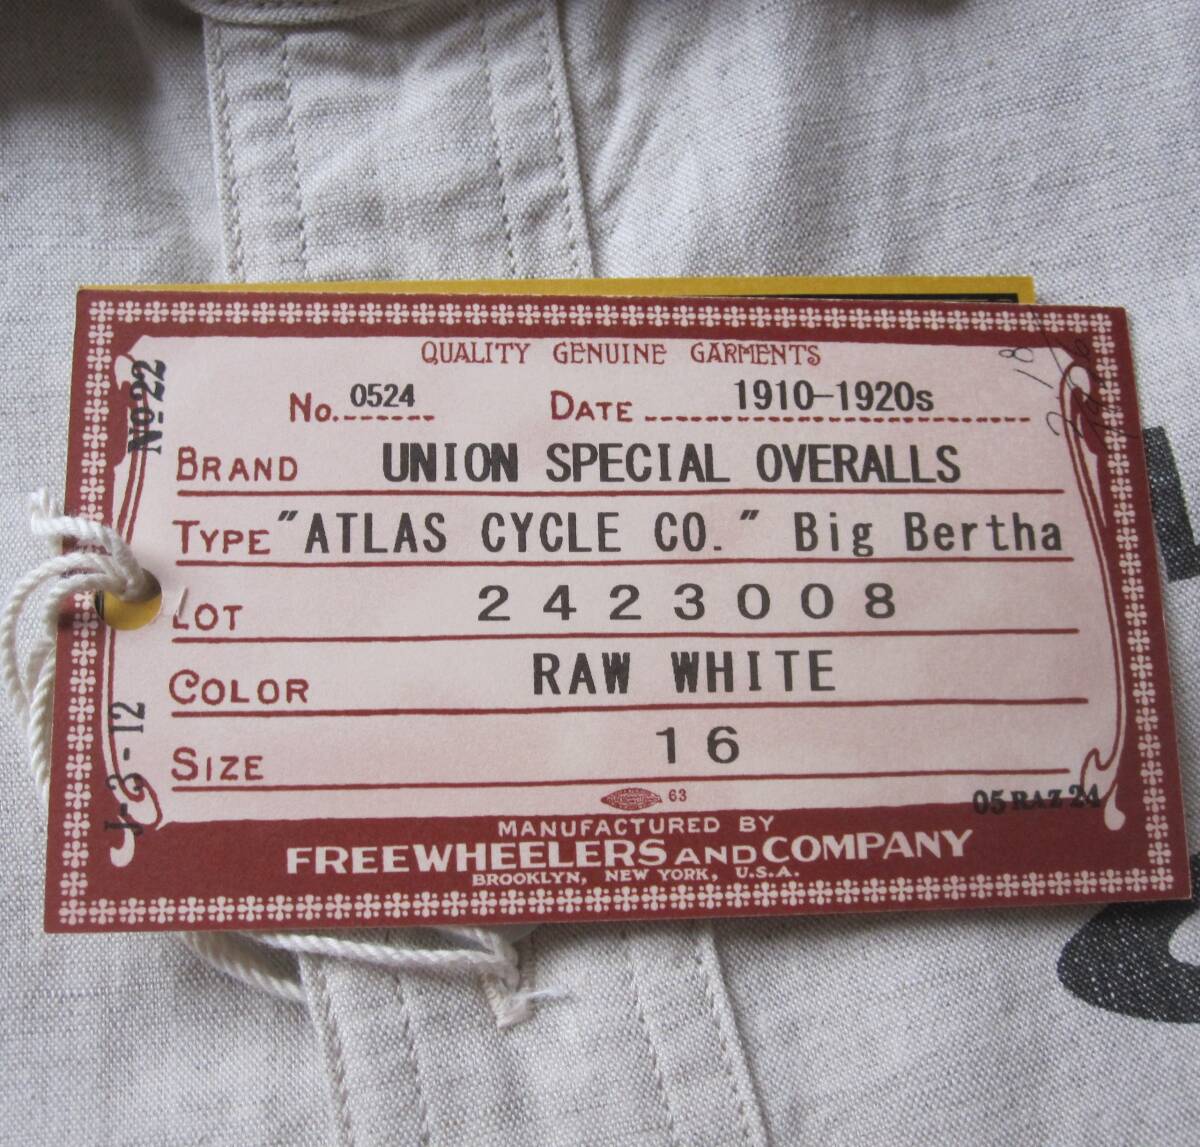 QUALITY GENUINE GARMENTS
No. 0524 DATE 1910-1920s
BRAND UNION SPECIAL OVERALLS
TYPE "ATLAS CYCLE CO." Big Bertha
LOT 2423008
COLOR RAW WHITE
SIZE 16
63
MANUFACTURED BY
FREEWHEELERS AND COMPANY
BROOKLYN, NEW YORK, U.S.A.
No 22
J-3-12
05 RAZ 24